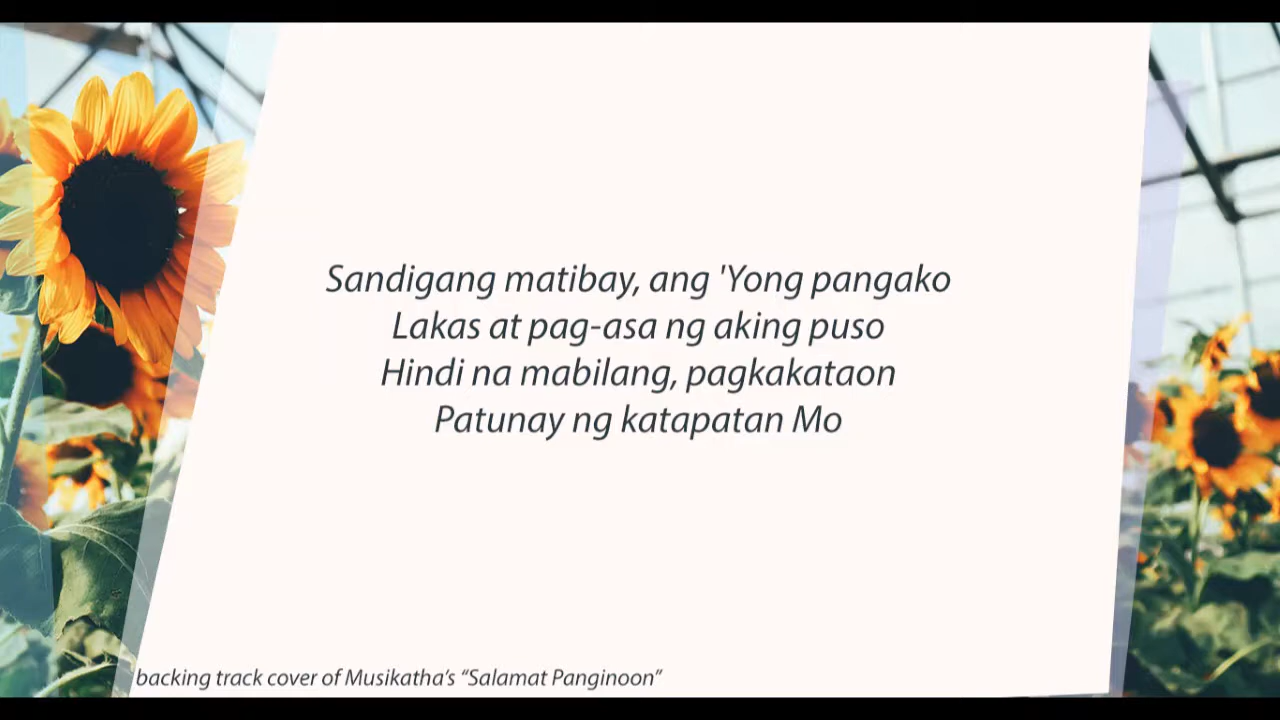 Sandigang matibay, ang 'Yong pangako
Lakas at pag-asa ng aking puso
Hindi na mabilang, pagkakataon
Patunay ng katapatan Mo
backing track cover of Musikatha’s “Salamat Panginoon”